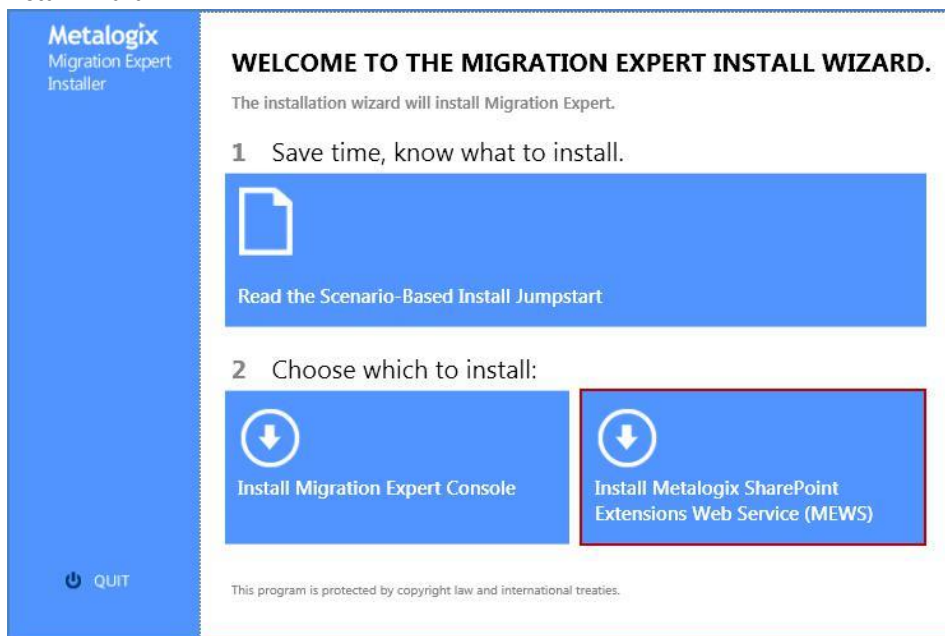 Metalogix
Migration Expert
Installer
WELCOME TO THE MIGRATION EXPERT INSTALL WIZARD.
The installation wizard will install Migration Expert.
1 Save time, know what to install.
Read the Scenario-Based Install Jumpstart
2 Choose which to install:
Install Migration Expert Console
Install Metalogix SharePoint
Extensions Web Service (MEWS)
QUIT
This program is protected by copyright law and international treaties.